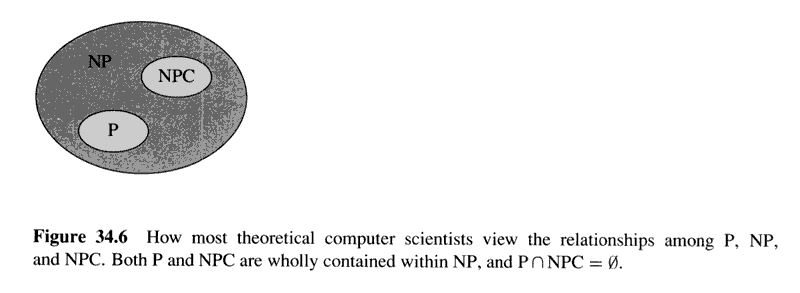 NP
NPC
P
Figure 34.6 How most theoretical computer scientists view the relationships among P, NP,
and NPC. Both P and NPC are wholly contained within NP, and P ∩ NPC = Ø.